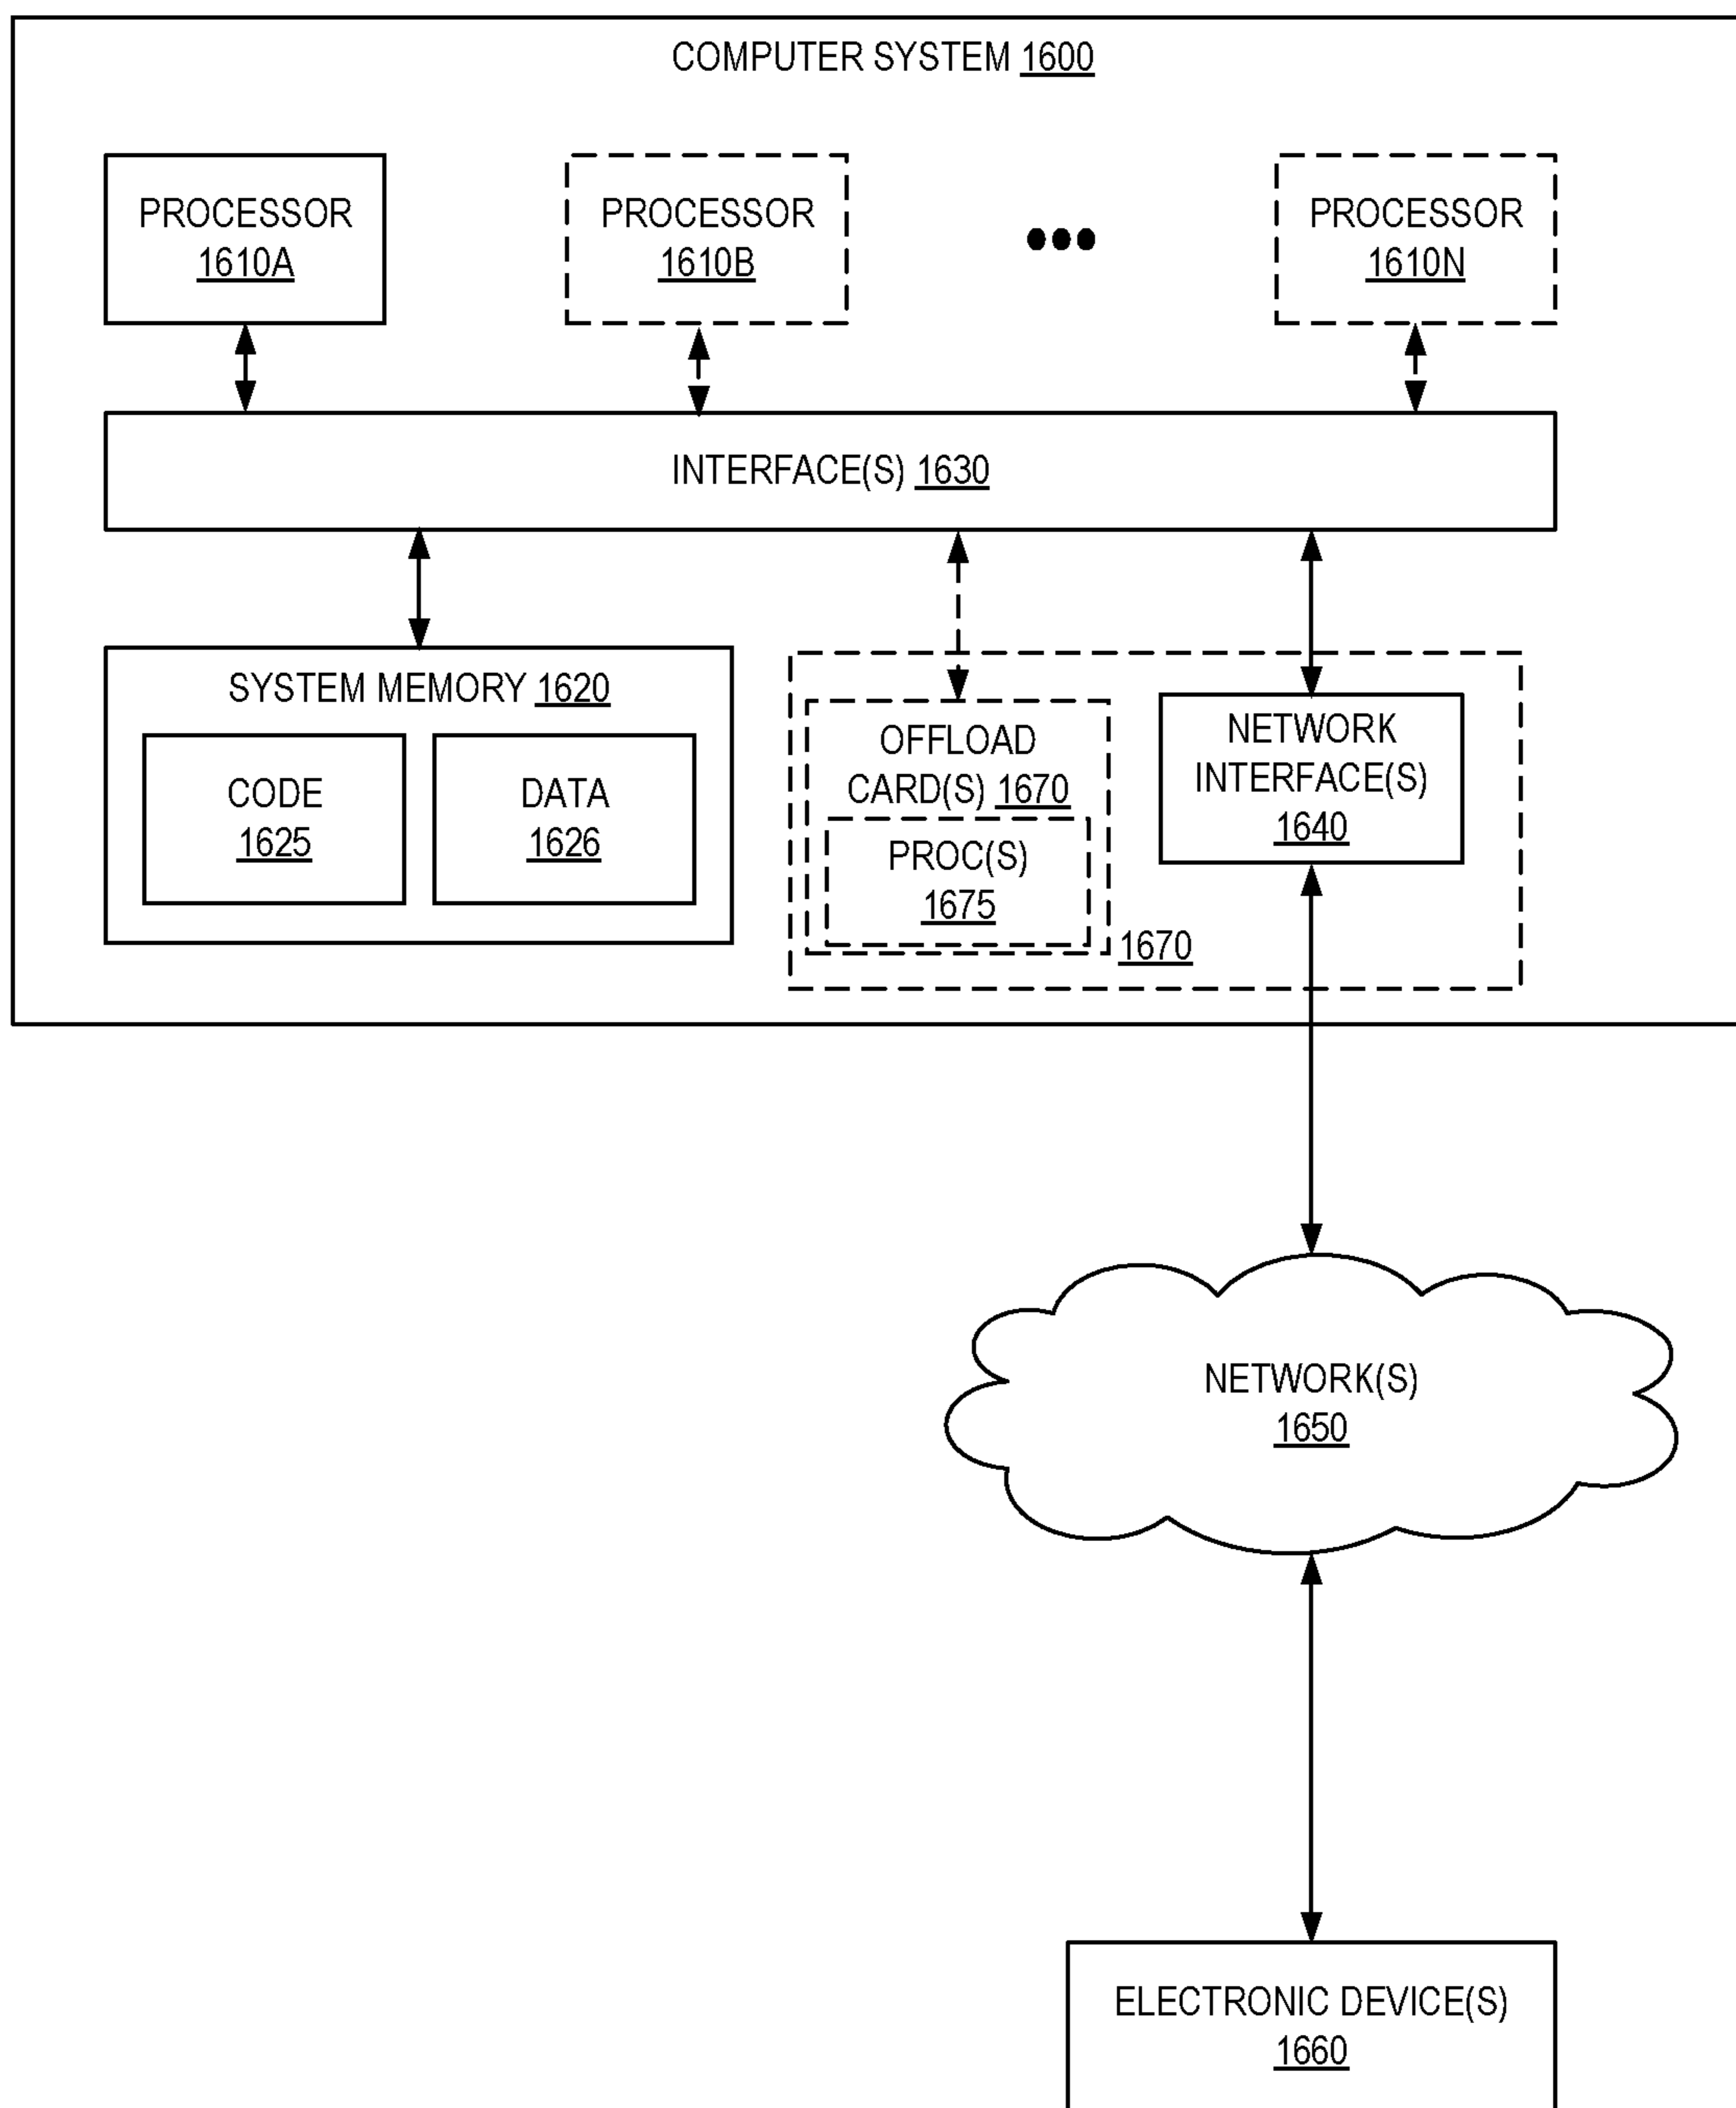 COMPUTER SYSTEM 1600
PROCESSOR
1610A
PROCESSOR
1610B
PROCESSOR
1610N
INTERFACE(S) 1630
SYSTEM MEMORY 1620
CODE
1625
DATA
1626
OFFLOAD
CARD(S) 1670
PROC(S)
1675
1670
NETWORK
INTERFACE(S)
1640
NETWORK(S)
1650
ELECTRONIC DEVICE(S)
1660